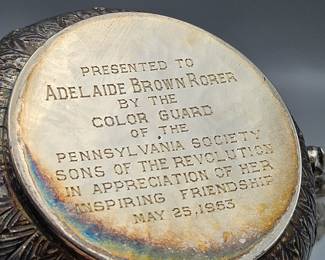 PRESENTED TO
ADELAIDE BROWN RORER
BY THE
COLOR GUARD
OF THE
PENNSYLVANIA SOCIETY
SONS OF THE REVOLUTION
IN APPRECIATION OF HER
INSPIRING FRIENDSHIP
MAY 25, 1963